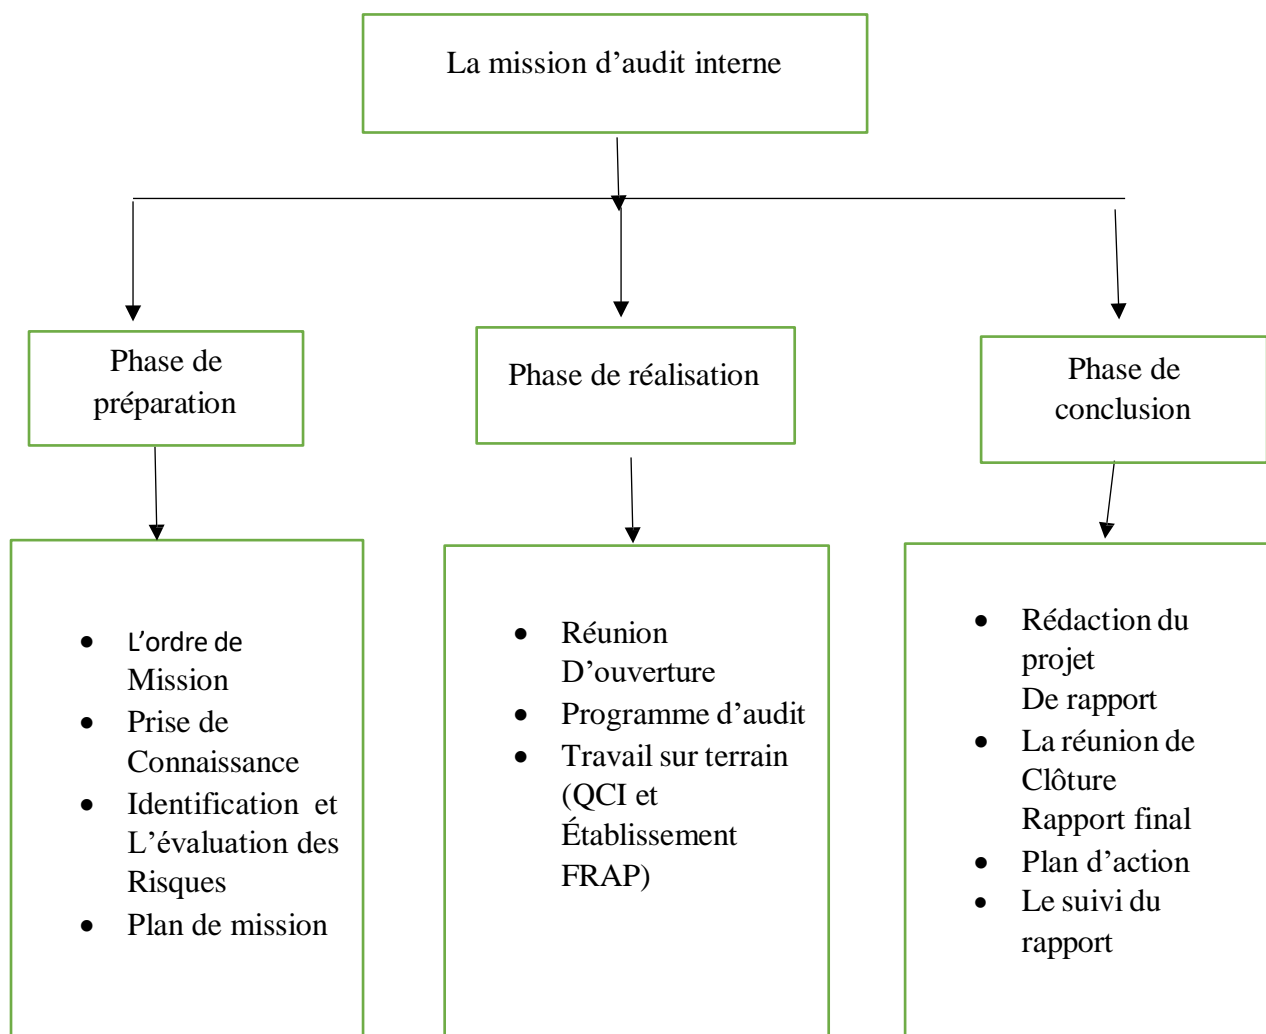 La mission d’audit interne
Phase de
préparation
Phase de réalisation
Phase de
conclusion
• L’ordre de
Mission
• Prise de
Connaissance
• Identification et
L’évaluation des
Risques
• Plan de mission
• Réunion
D’ouverture
• Programme d’audit
• Travail sur terrain
(QCI et
Établissement
FRAP)
• Rédaction du
projet
De rapport
• La réunion de
Clôture
Rapport final
• Plan d’action
• Le suivi du
rapport